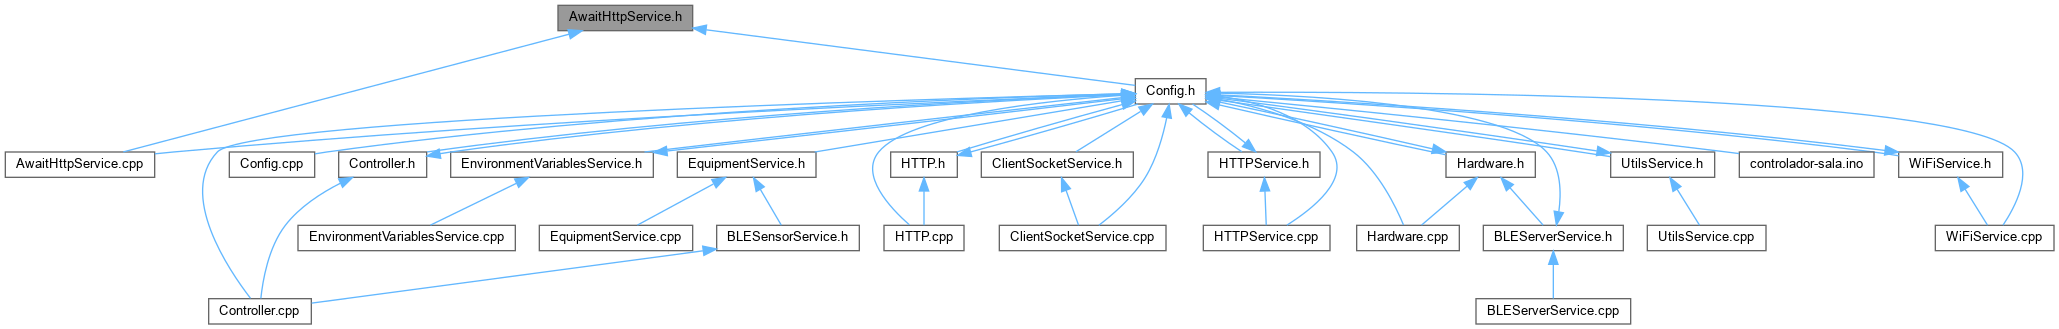 AwaitHttpService.h
Config.h
AwaitHttpService.cpp
Config.cpp
Controller.h
EnvironmentVariablesService.h
EquipmentService.h
HTTP.h
ClientSocketService.h
HTTPService.h
Hardware.h
UtilsService.h
controlador-sala.ino
WiFiService.h
EnvironmentVariablesService.cpp
EquipmentService.cpp
BLESensorService.h
HTTP.cpp
ClientSocketService.cpp
HTTPService.cpp
Hardware.cpp
BLEServerService.h
UtilsService.cpp
WiFiService.cpp
Controller.cpp
BLEServerService.cpp